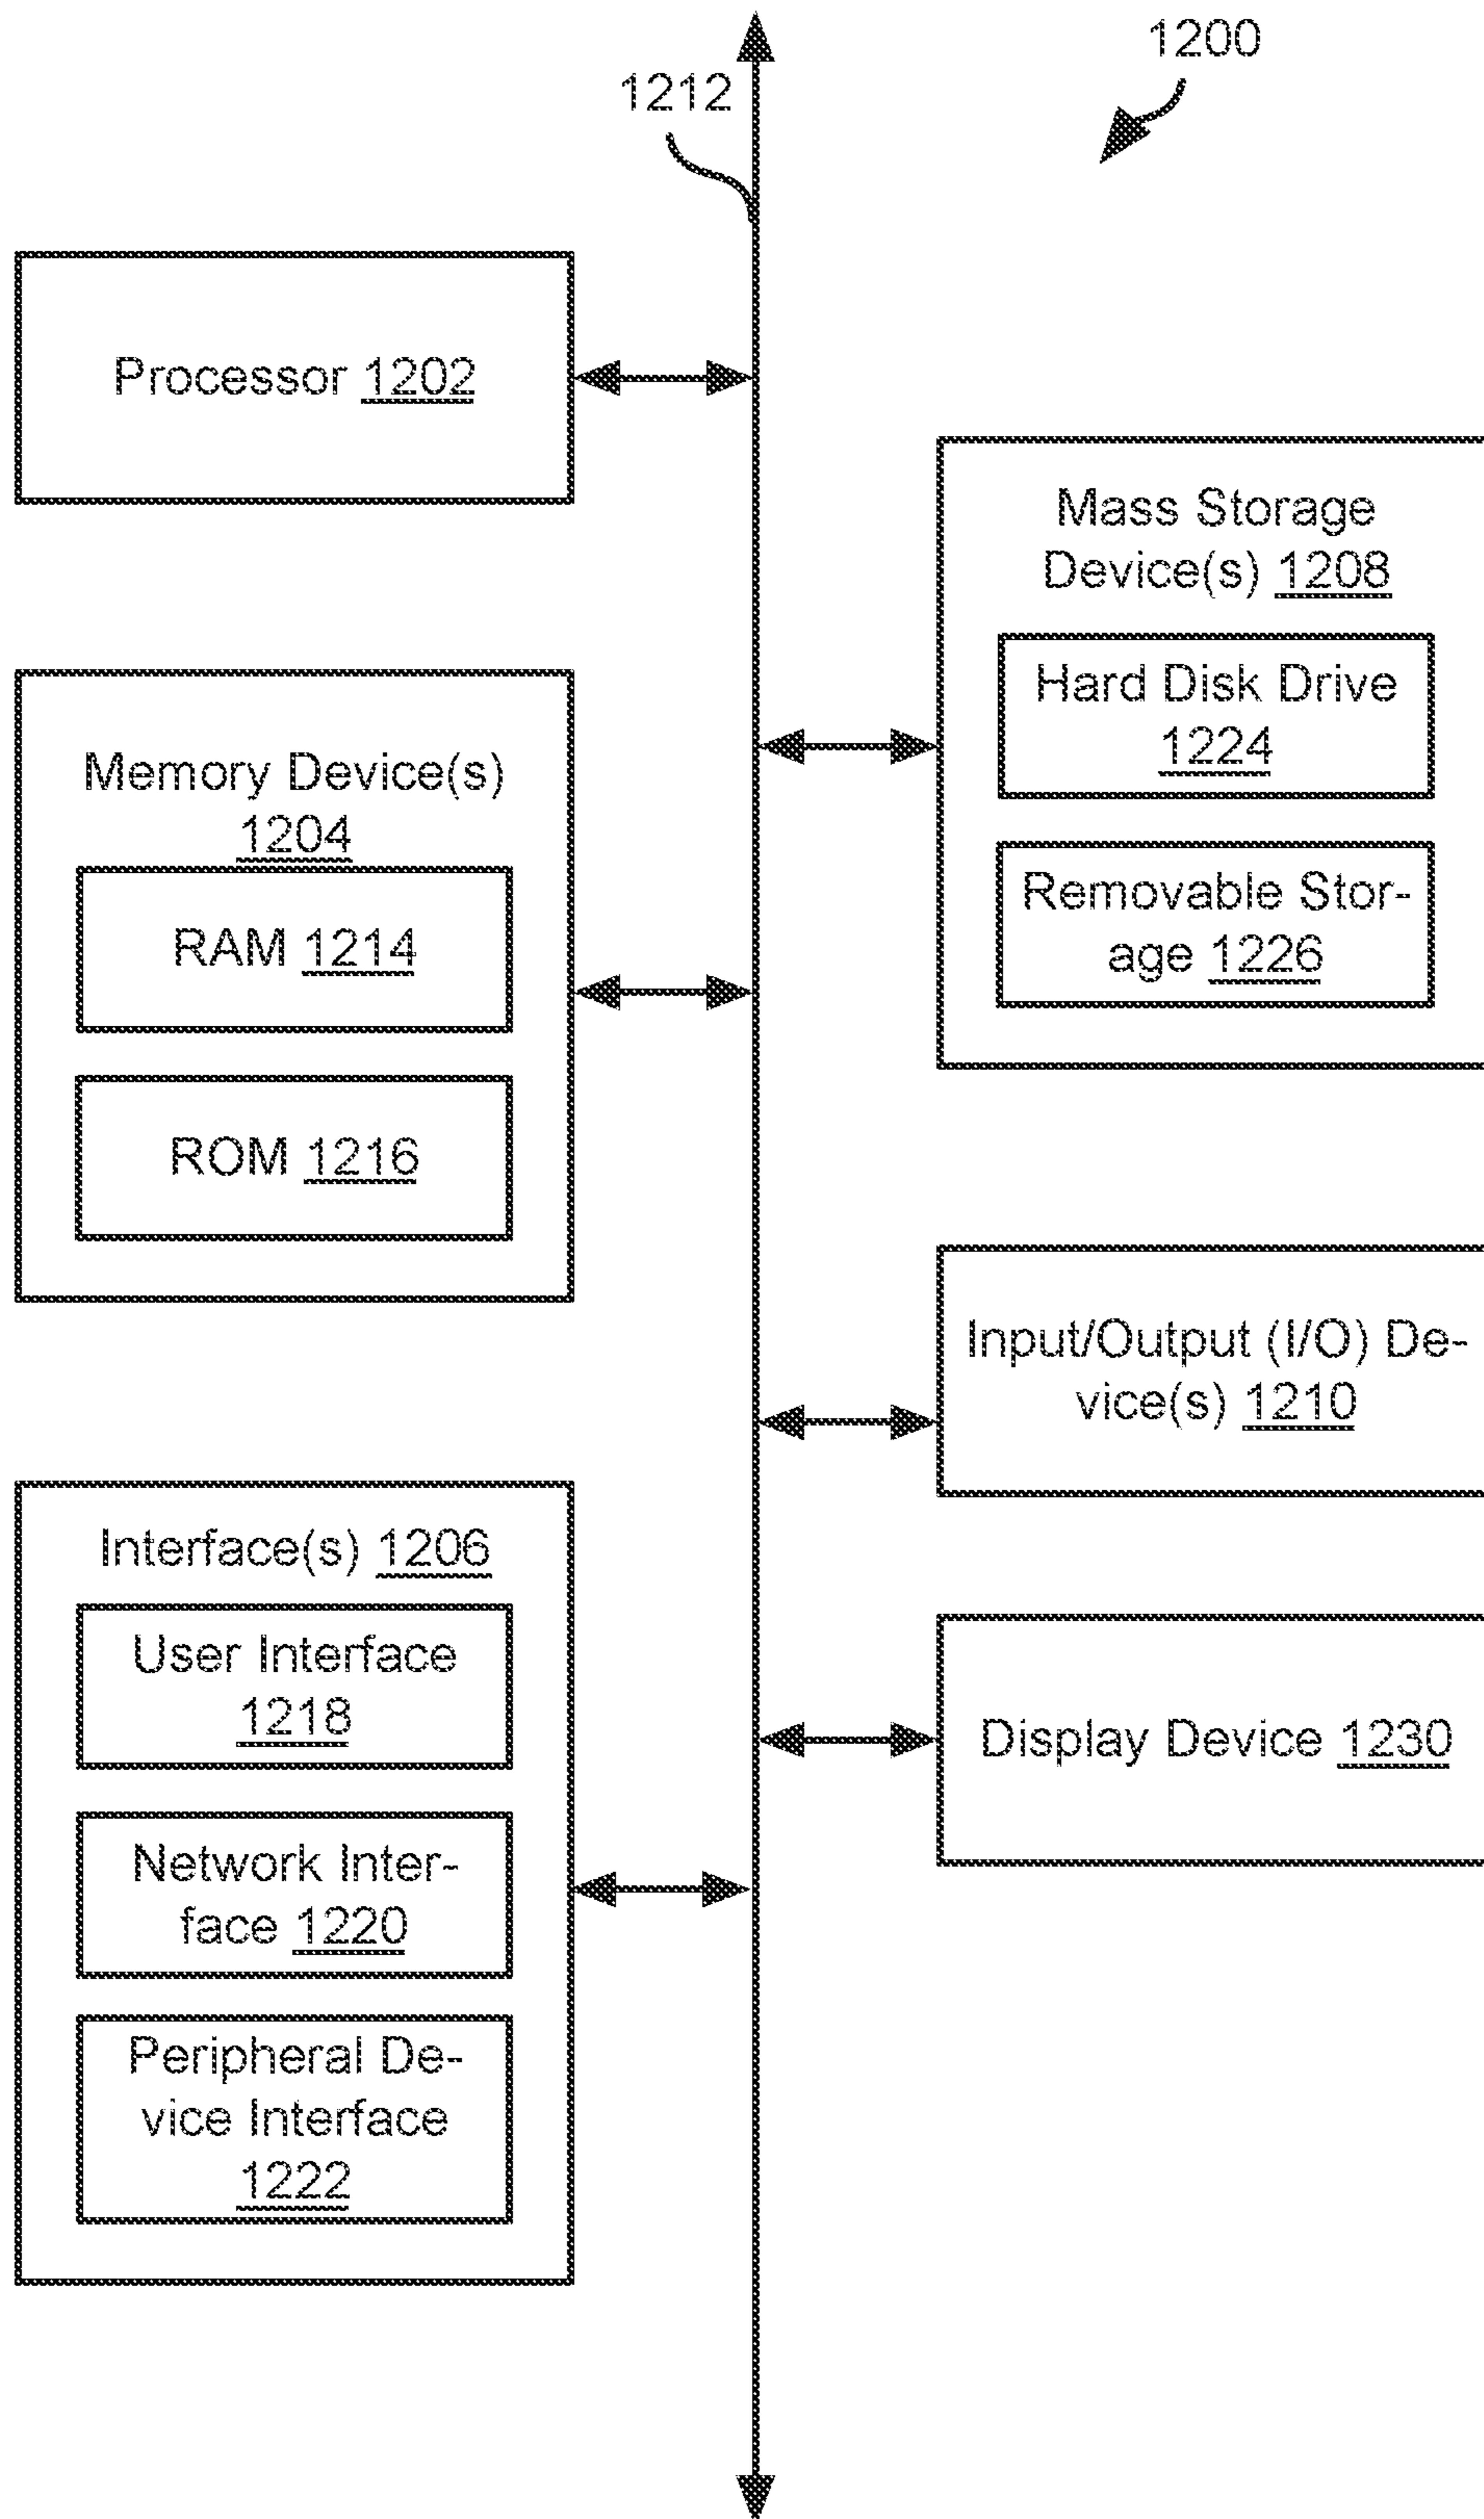 1200
1212
Processor 1202
Mass Storage
Device(s) 1208
Hard Disk Drive
1224
Removable Stor-
age 1226
Memory Device(s)
1204
RAM 1214
ROM 1216
Input/Output (I/O) De-
vice(s) 1210
Interface(s) 1206
User Interface
1218
Network Inter-
face 1220
Peripheral De-
vice Interface
1222
Display Device 1230